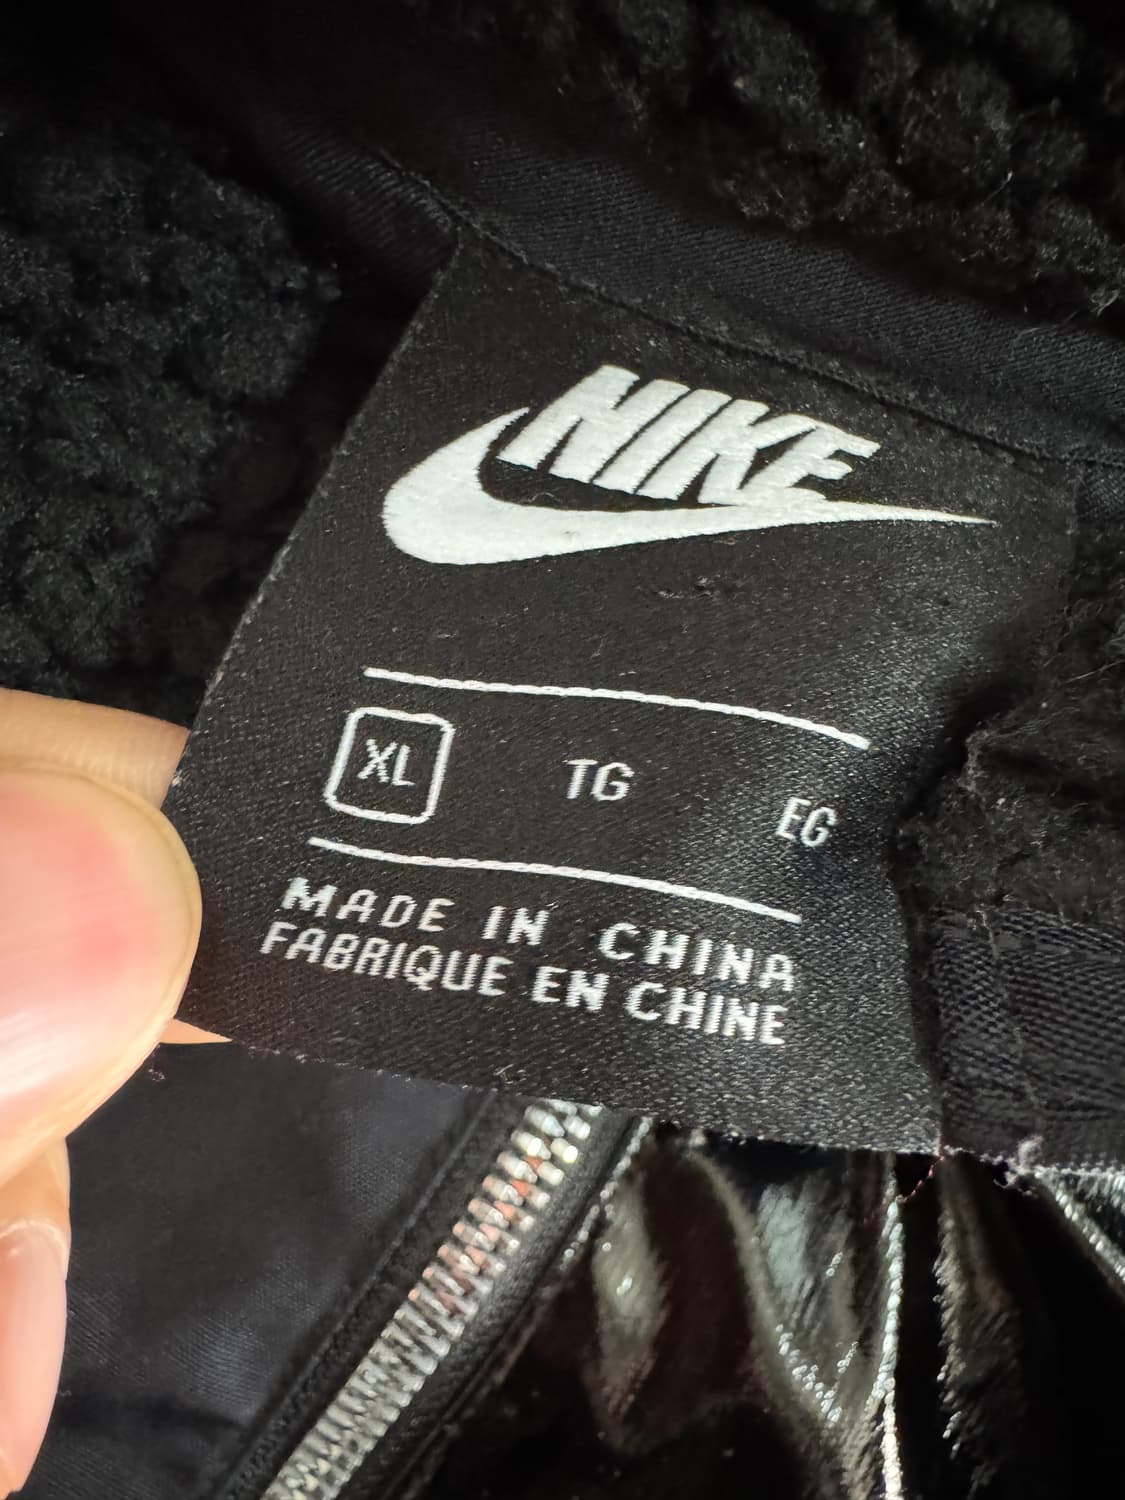 NIKE
XL TG EG
MADE IN CHINA
FABRIQUE EN CHINE